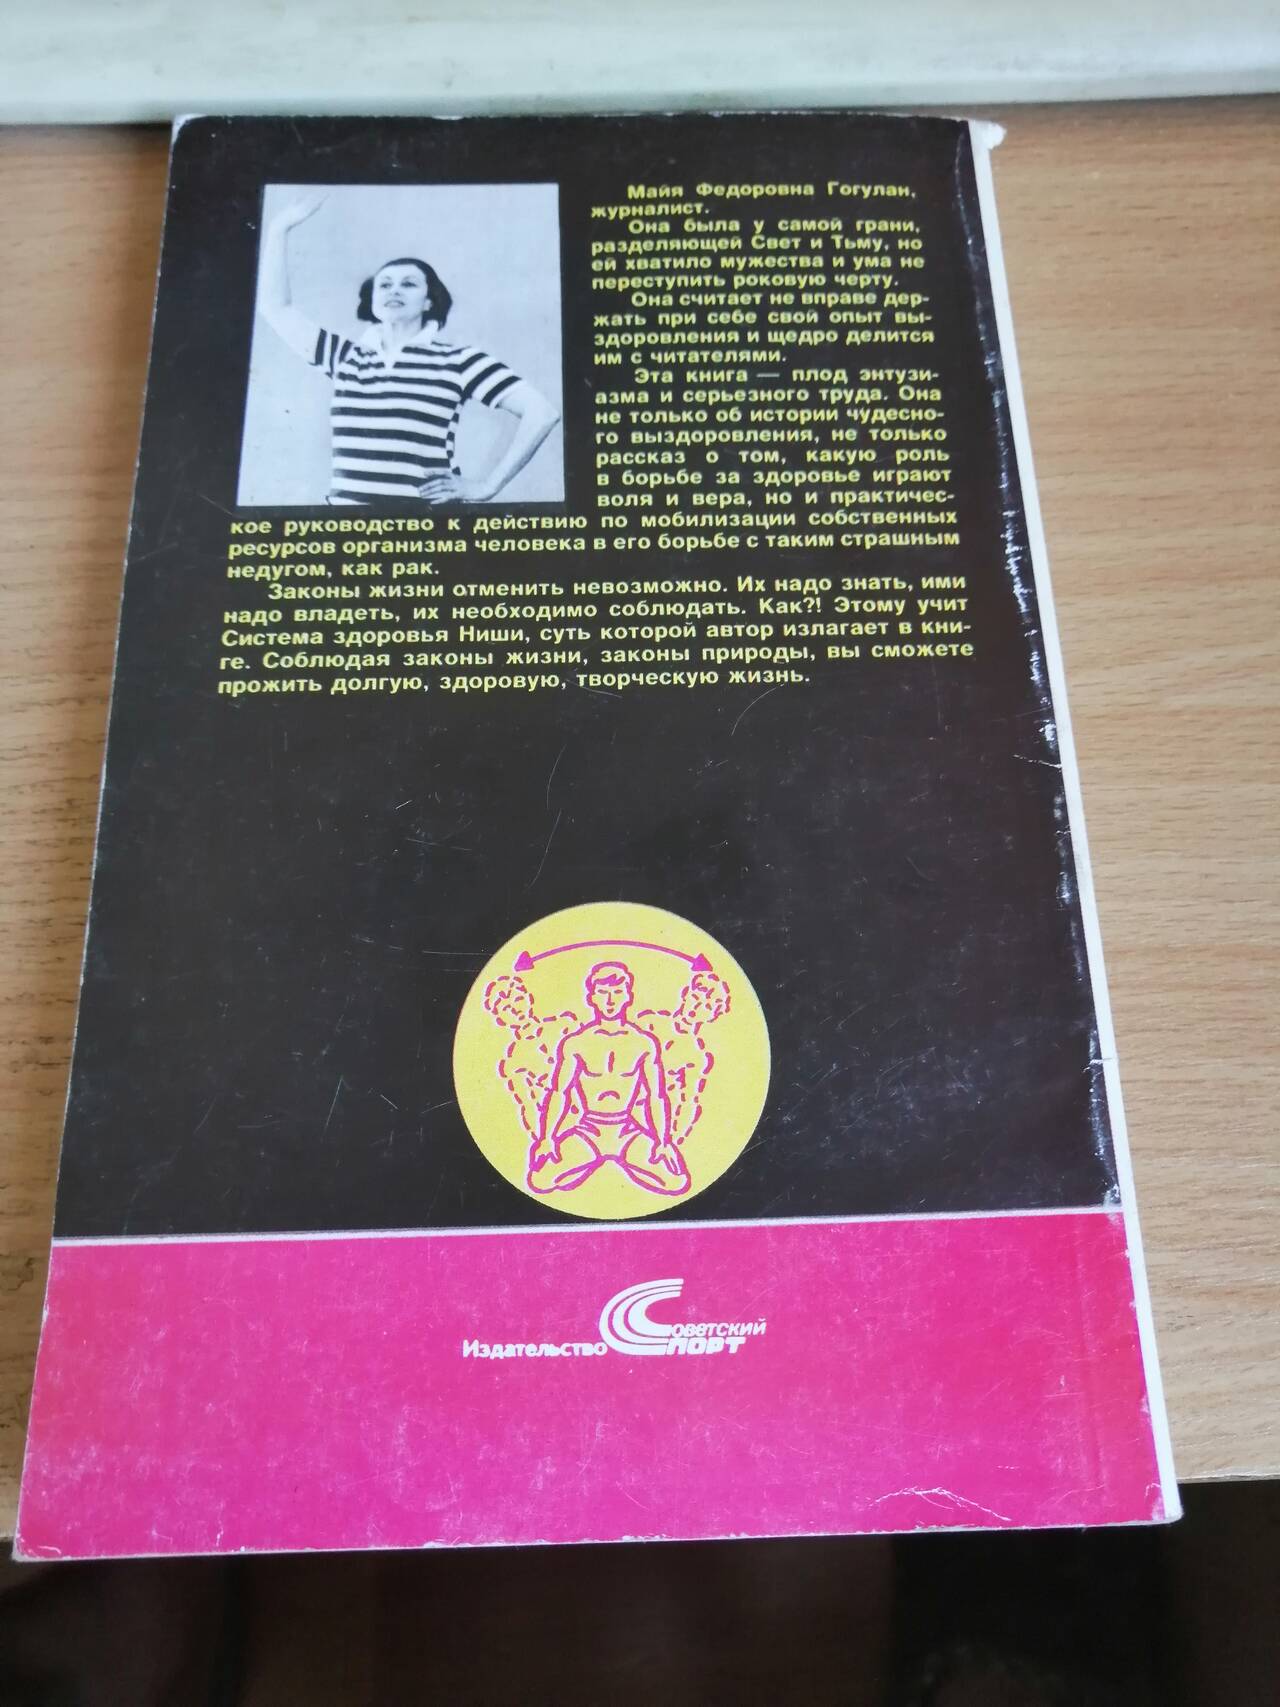 Майя Федоровна Гогулан,
журналист.
Она была у самой грани,
разделяющей Свет и Тьму, но
ей хватило мужества и ума не
переступить роковую черту.
Она считает не вправе дер-
жать при себе свой опыт вы-
здоровления и щедро делится
им с читателями.
Эта книга — плод энтузи-
азма и серьезного труда. Она
не только об истории чудесно-
го выздоровления, не только
рассказ о том, какую роль
в борьбе за здоровье играют
воля и вера, но и практичес-
кое руководство к действию по мобилизации собственных
ресурсов организма человека в его борьбе с таким страшным
недугом, как рак.
Законы жизни отменить невозможно. Их надо знать, ими
надо владеть, их необходимо соблюдать. Как?! Этому учит
Система здоровья Ниши, суть которой автор излагает в кни-
ге. Соблюдая законы жизни, законы природы, вы сможете
прожить долгую, здоровую, творческую жизнь.
Издательство Советский
Спорт